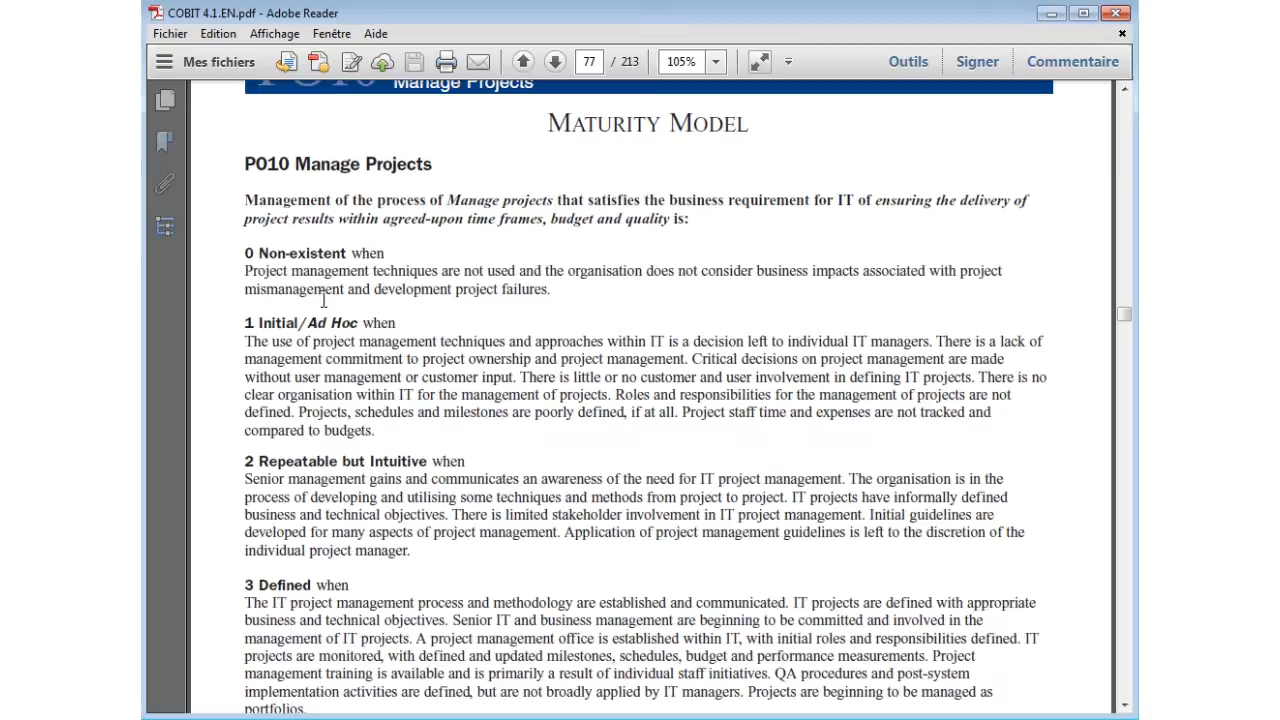 COBIT 4.1.EN.pdf - Adobe Reader
Fichier Edition Affichage Fenêtre Aide
Mes fichiers 77 / 213 105% Outils Signer Commentaire
Manage Projects
MATURITY MODEL
PO10 Manage Projects
Management of the process of Manage projects that satisfies the business requirement for IT of ensuring the delivery of
project results within agreed-upon time frames, budget and quality is:
0 Non-existent when
Project management techniques are not used and the organisation does not consider business impacts associated with project
mismanagement and development project failures.
1 Initial/Ad Hoc when
The use of project management techniques and approaches within IT is a decision left to individual IT managers. There is a lack of
management commitment to project ownership and project management. Critical decisions on project management are made
without user management or customer input. There is little or no customer and user involvement in defining IT projects. There is no
clear organisation within IT for the management of projects. Roles and responsibilities for the management of projects are not
defined. Projects, schedules and milestones are poorly defined, if at all. Project staff time and expenses are not tracked and
compared to budgets.
2 Repeatable but Intuitive when
Senior management gains and communicates an awareness of the need for IT project management. The organisation is in the
process of developing and utilising some techniques and methods from project to project. IT projects have informally defined
business and technical objectives. There is limited stakeholder involvement in IT project management. Initial guidelines are
developed for many aspects of project management. Application of project management guidelines is left to the discretion of the
individual project manager.
3 Defined when
The IT project management process and methodology are established and communicated. IT projects are defined with appropriate
business and technical objectives. Senior IT and business management are beginning to be committed and involved in the
management of IT projects. A project management office is established within IT, with initial roles and responsibilities defined. IT
projects are monitored, with defined and updated milestones, schedules, budget and performance measurements. Project
management training is available and is primarily a result of individual staff initiatives. QA procedures and post-system
implementation activities are defined, but are not broadly applied by IT managers. Projects are beginning to be managed as
portfolios.